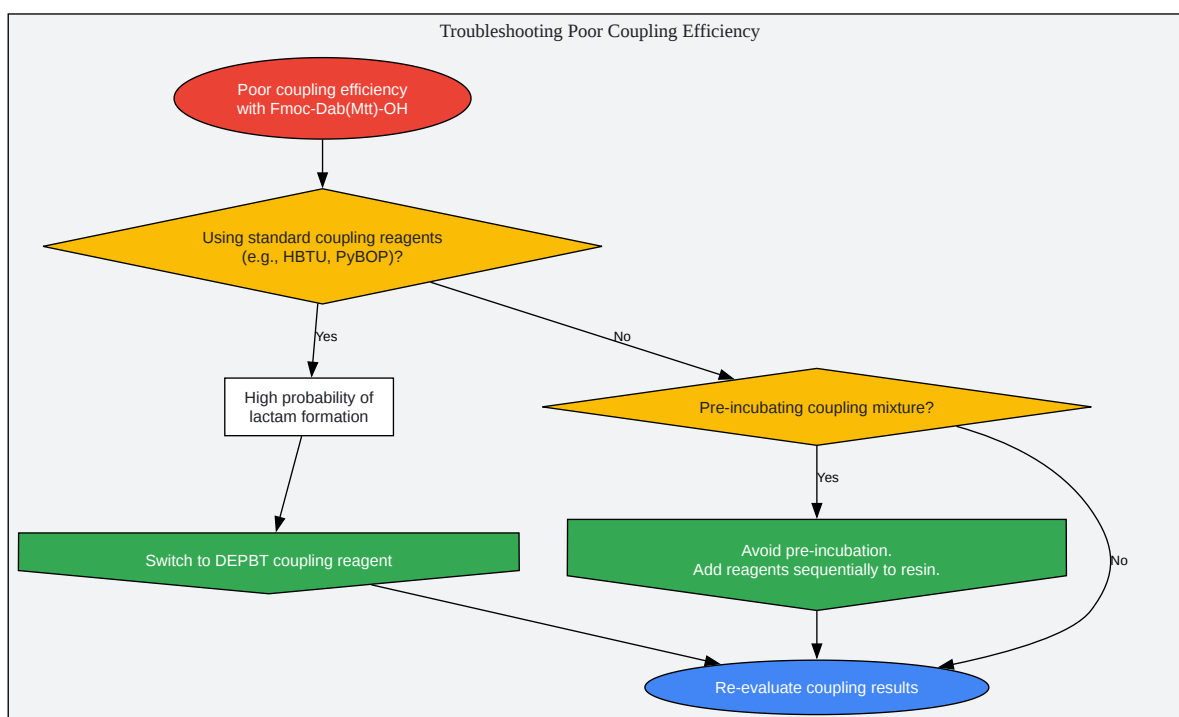 Troubleshooting Poor Coupling Efficiency
Poor coupling efficiency
with Fmoc-Dab(Mtt)-OH
Using standard coupling reagents
(e.g., HBTU, PyBOP)?
Yes
No
High probability of
lactam formation
Pre-incubating coupling mixture?
Yes
No
Switch to DEPBT coupling reagent
Avoid pre-incubation.
Add reagents sequentially to resin.
Re-evaluate coupling results